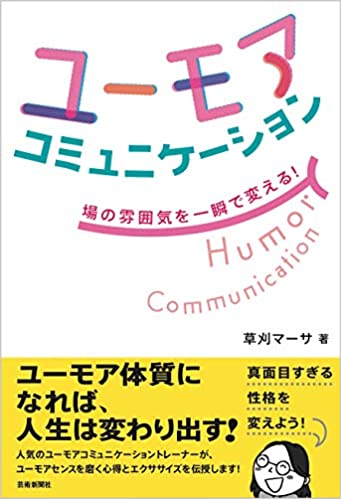 ユーモア
コミュニケーション
場の雰囲気を一瞬で変える!
Humor
Communication
草刈マーサ 著
ユーモア体質に
なれば、
人生は変わり出す!
人気のユーモアコミュニケーショントレーナーが、
ユーモアセンスを磨く心得とエクササイズを伝授します!
芸術新聞社
真面目すぎる
性格を
変えよう!